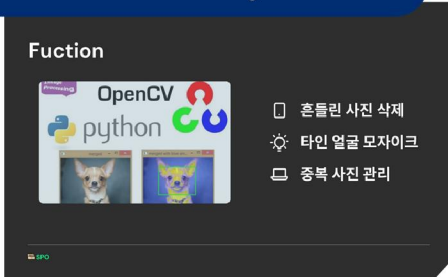 Fuction
OpenCV
python
흔들린 사진 삭제
타인 얼굴 모자이크
중복 사진 관리
SPO